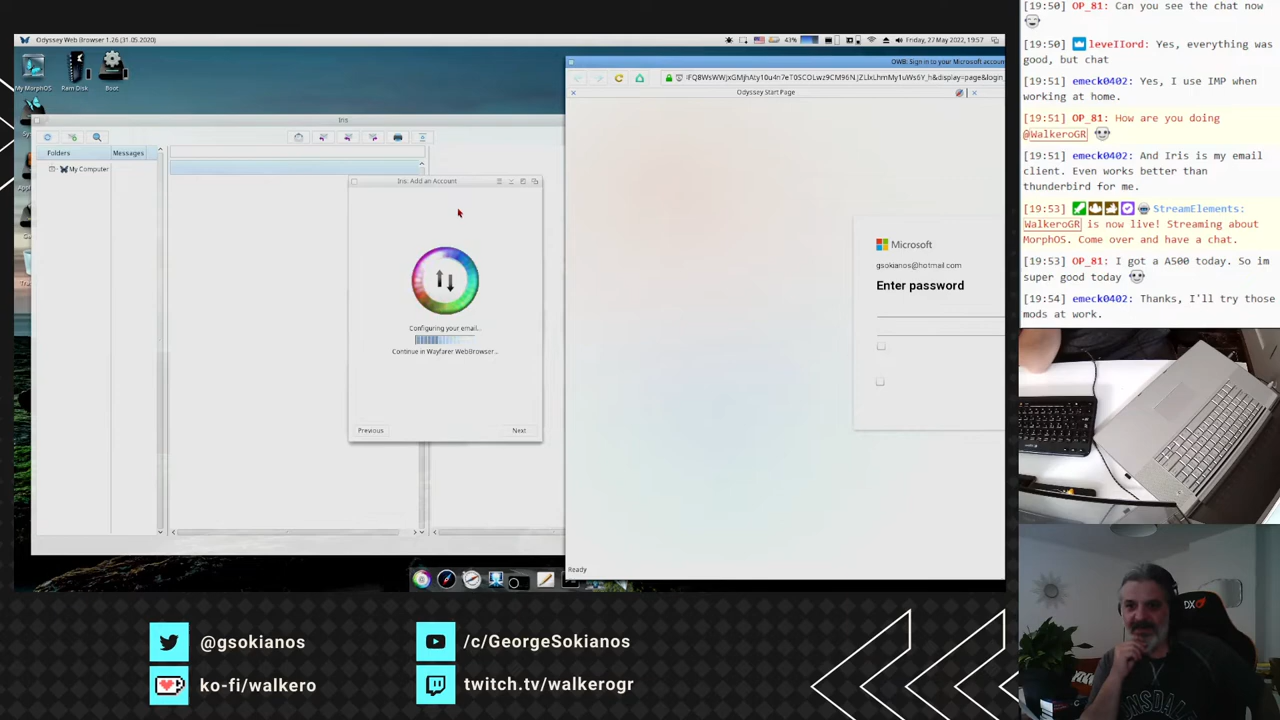 Odyssey Web Browser 1.26 (31.05.2020)
43%
Friday, 27 May 2022, 19:57
My MorphOS
Ram Disk
Boot
Iris
Folders
Messages
My Computer
Iris: Add an Account
Configuring your email...
Continue in Wayfarer WebBrowser...
Previous
Next
OWB: Sign in to your Microsoft accoun
Odyssey Start Page
Microsoft
gsokianos@hotmail.com
Enter password
Ready
[19:50] OP_81: Can you see the chat now
[19:50] leveIIord: Yes, everything was
good, but chat
[19:51] emeck0402: Yes, I use IMP when
working at home.
[19:51] OP_81: How are you doing
@WalkeroGR
[19:51] emeck0402: And Iris is my email
client. Even works better than
thunderbird for me.
[19:53] StreamElements:
WalkeroGR is now live! Streaming about
MorphOS. Come over and have a chat.
[19:53] OP_81: I got a A500 today. So im
super good today
[19:54] emeck0402: Thanks, I'll try those
mods at work.
@gsokianos
/c/GeorgeSokianos
ko-fi/walkero
twitch.tv/walkerogr